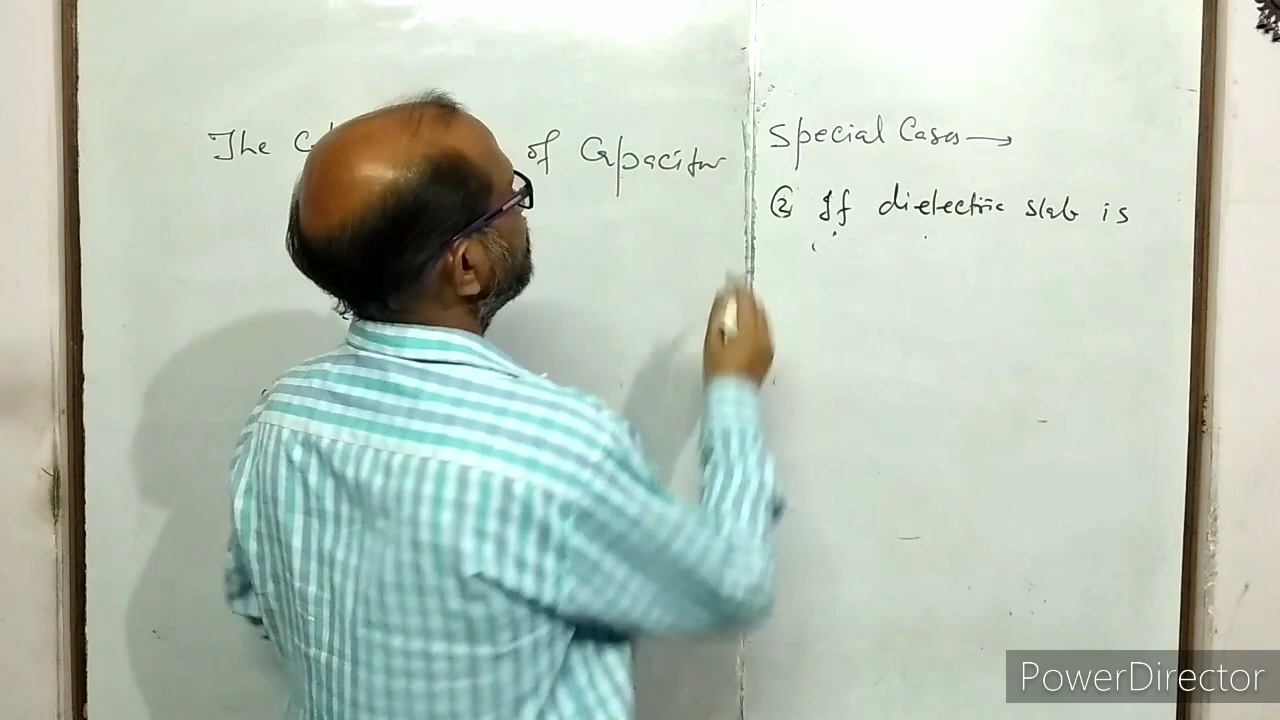 The of Capacitor
Special Cases →
② If dielectric slab is
PowerDirector